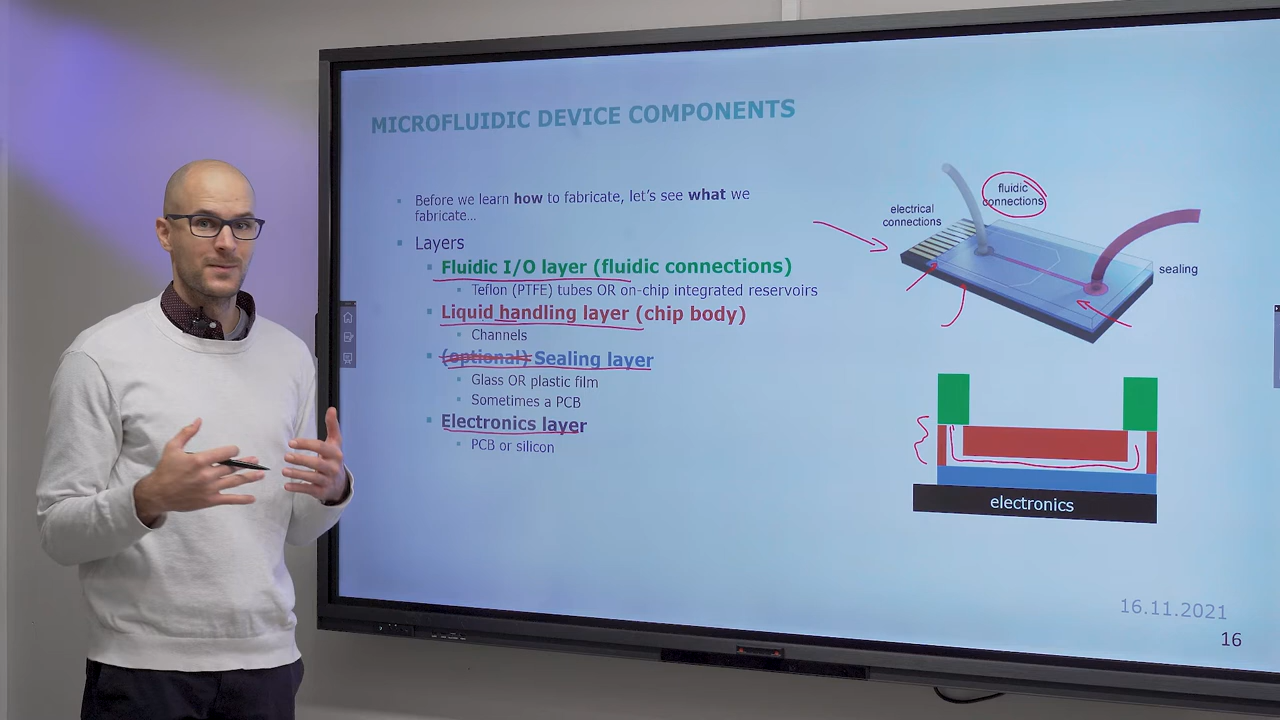 MICROFLUIDIC DEVICE COMPONENTS
Before we learn how to fabricate, let's see what we
fabricate…
Layers
Fluidic I/O layer (fluidic connections)
Teflon (PTFE) tubes OR on-chip integrated reservoirs
Liquid handling layer (chip body)
Channels
(optional) Sealing layer
Glass OR plastic film
Sometimes a PCB
Electronics layer
PCB or silicon
fluidic
connections
electrical
connections
sealing
electronics
16.11.2021
16